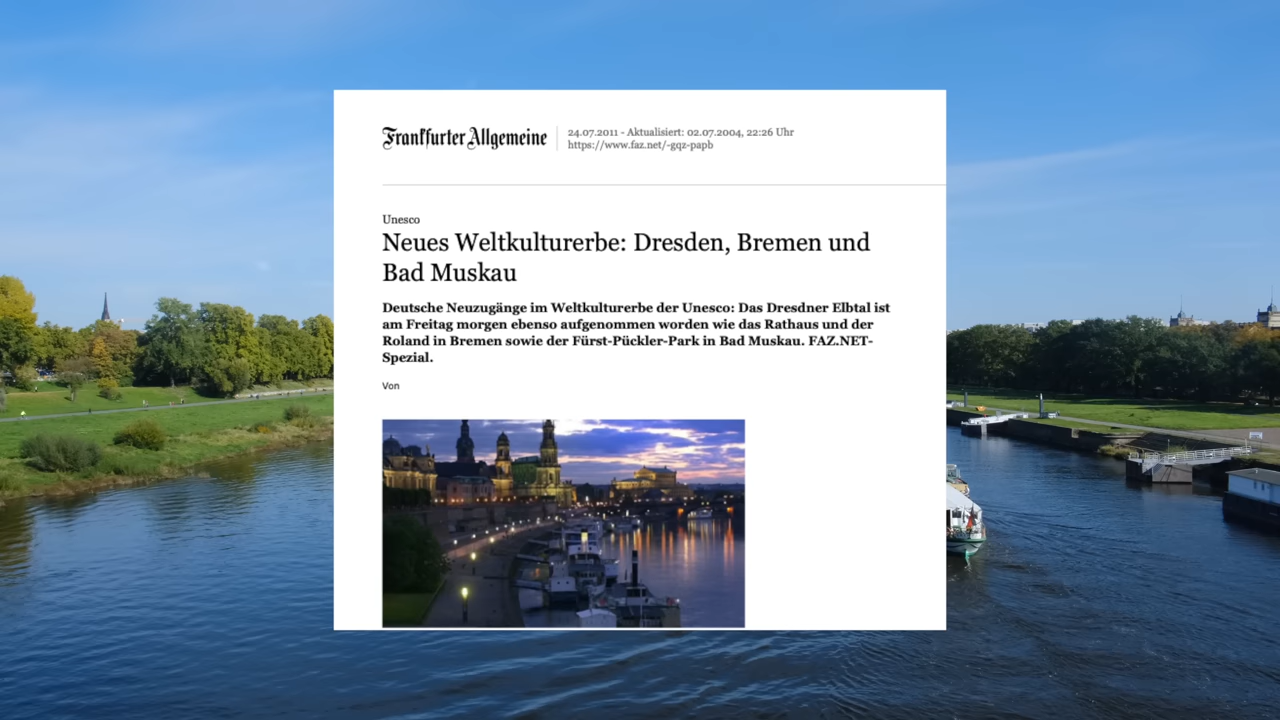 Frankfurter Allgemeine
24.07.2011 - Aktualisiert: 02.07.2004, 22:26 Uhr
https://www.faz.net/-gqz-papb
Unesco
Neues Weltkulturerbe: Dresden, Bremen und
Bad Muskau
Deutsche Neuzugänge im Weltkulturerbe der Unesco: Das Dresdner Elbtal ist
am Freitag morgen ebenso aufgenommen worden wie das Rathaus und der
Roland in Bremen sowie der Fürst-Pückler-Park in Bad Muskau. FAZ.NET-
Spezial.
Von